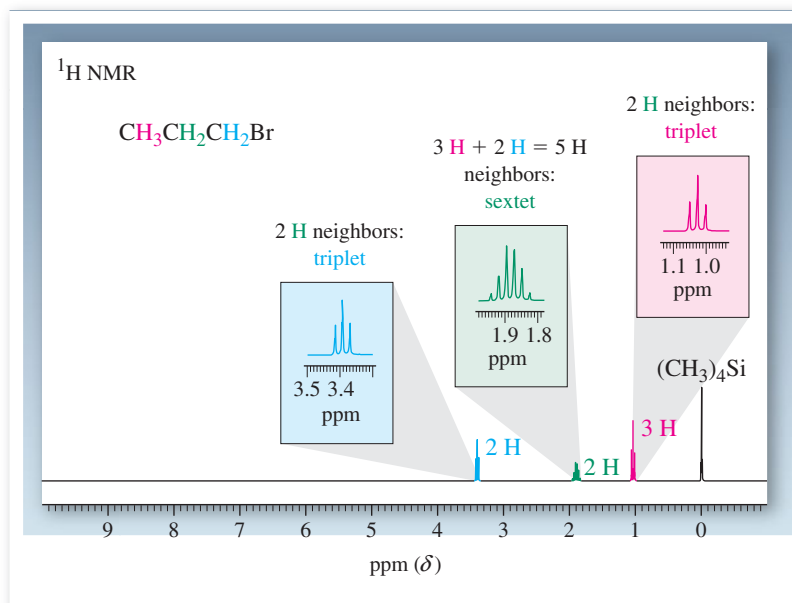 ¹H NMR
CH₃CH₂CH₂Br
2 H neighbors:
triplet
3.5 3.4
ppm
3 H + 2 H = 5 H
neighbors:
sextet
1.9 1.8
ppm
2 H neighbors:
triplet
1.1 1.0
ppm
(CH₃)₄Si
2 H
2 H
3 H
9 8 7 6 5 4 3 2 1 0
ppm (δ)